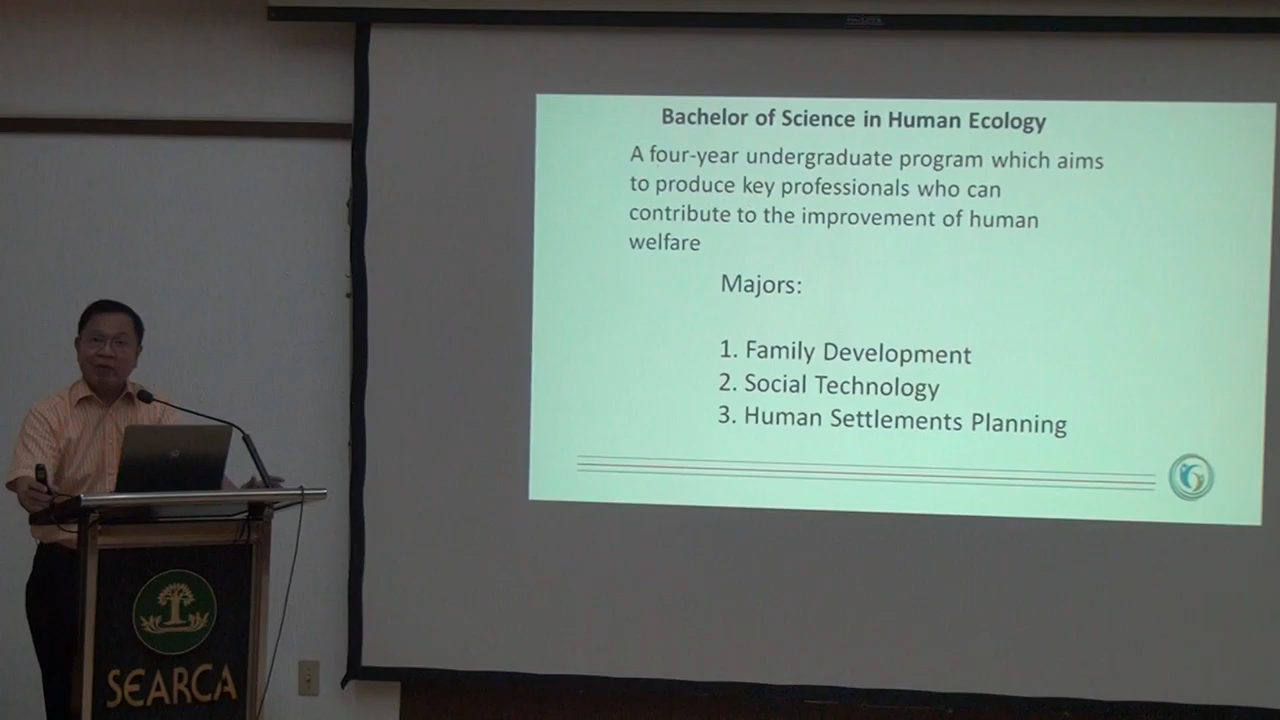 Bachelor of Science in Human Ecology
A four-year undergraduate program which aims
to produce key professionals who can
contribute to the improvement of human
welfare
Majors:
1. Family Development
2. Social Technology
3. Human Settlements Planning
SEARCA